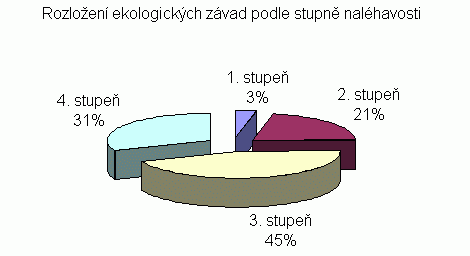 Rozložení ekologických závad podle stupně naléhavosti
1. stupeň
3%
2. stupeň
21%
3. stupeň
45%
4. stupeň
31%